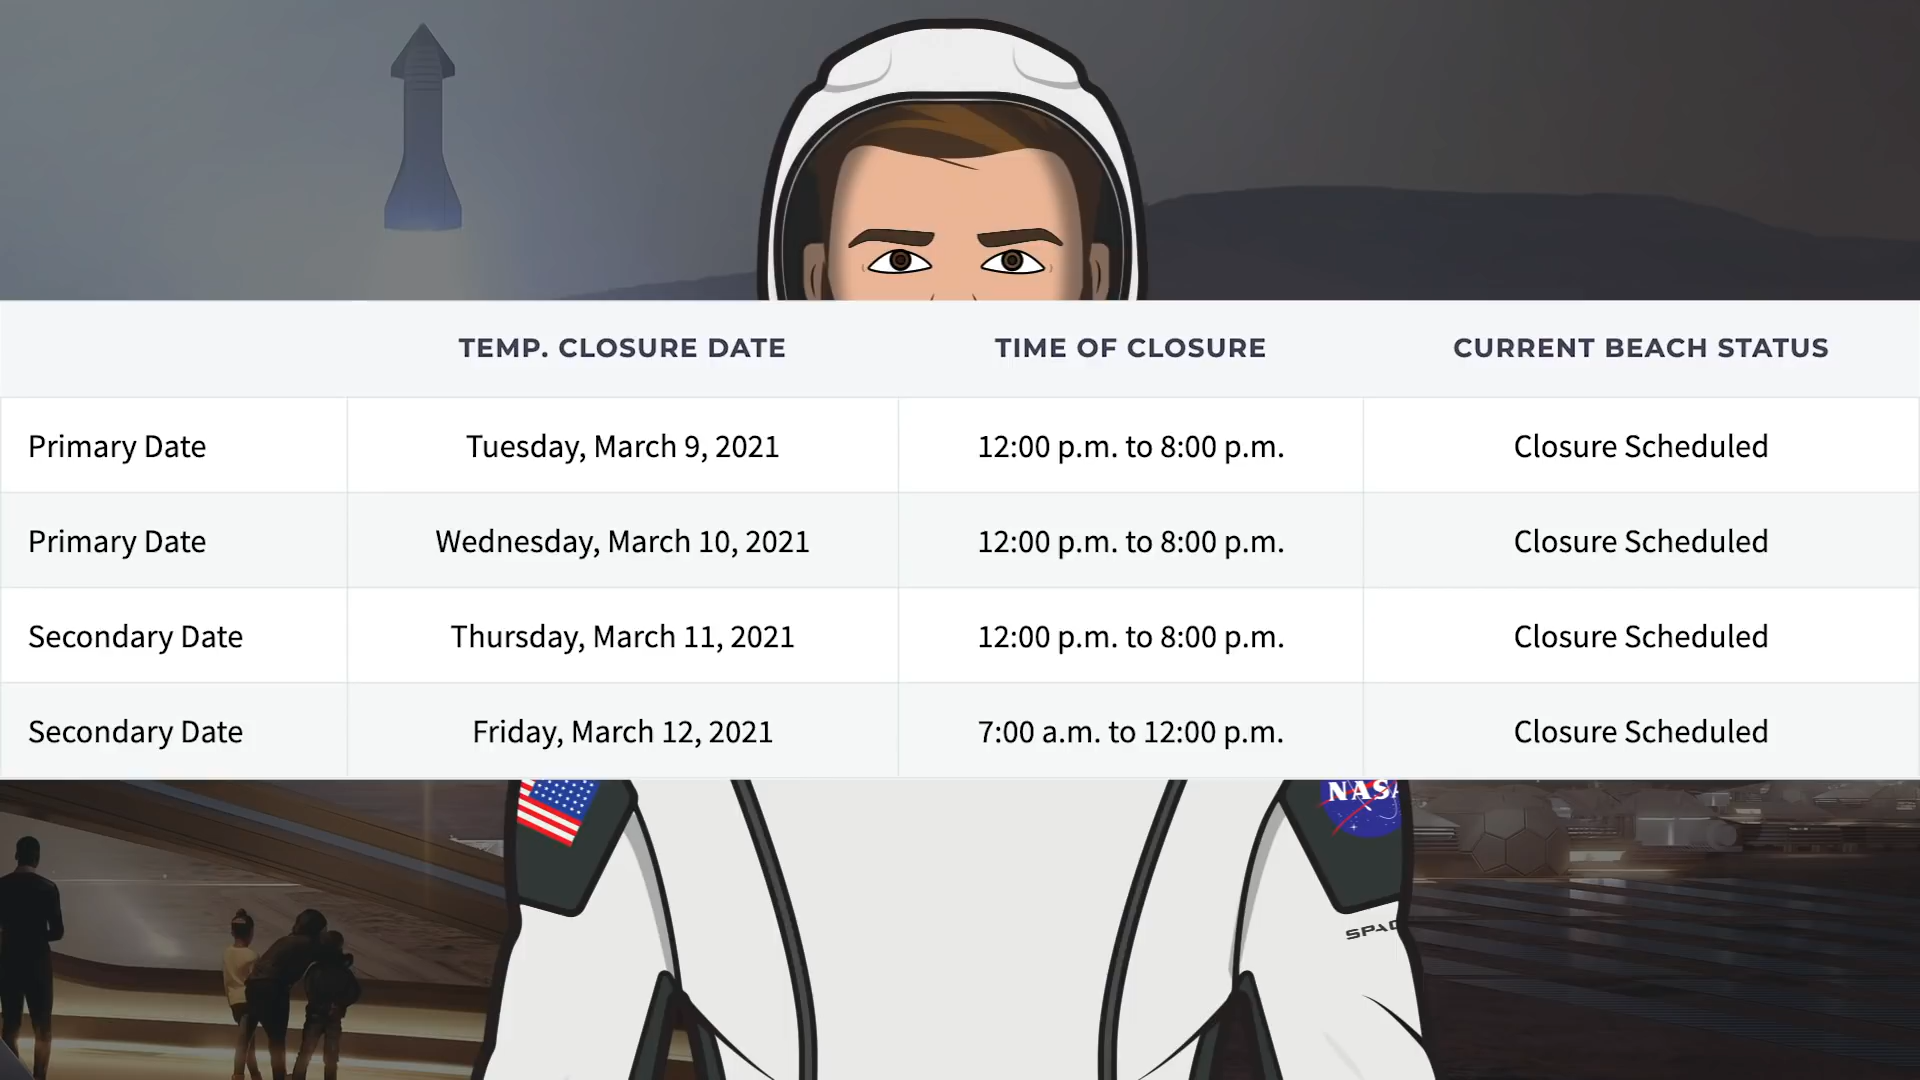 TEMP. CLOSURE DATE TIME OF CLOSURE CURRENT BEACH STATUS
Primary Date Tuesday, March 9, 2021 12:00 p.m. to 8:00 p.m. Closure Scheduled
Primary Date Wednesday, March 10, 2021 12:00 p.m. to 8:00 p.m. Closure Scheduled
Secondary Date Thursday, March 11, 2021 12:00 p.m. to 8:00 p.m. Closure Scheduled
Secondary Date Friday, March 12, 2021 7:00 a.m. to 12:00 p.m. Closure Scheduled
NASA
SPAC